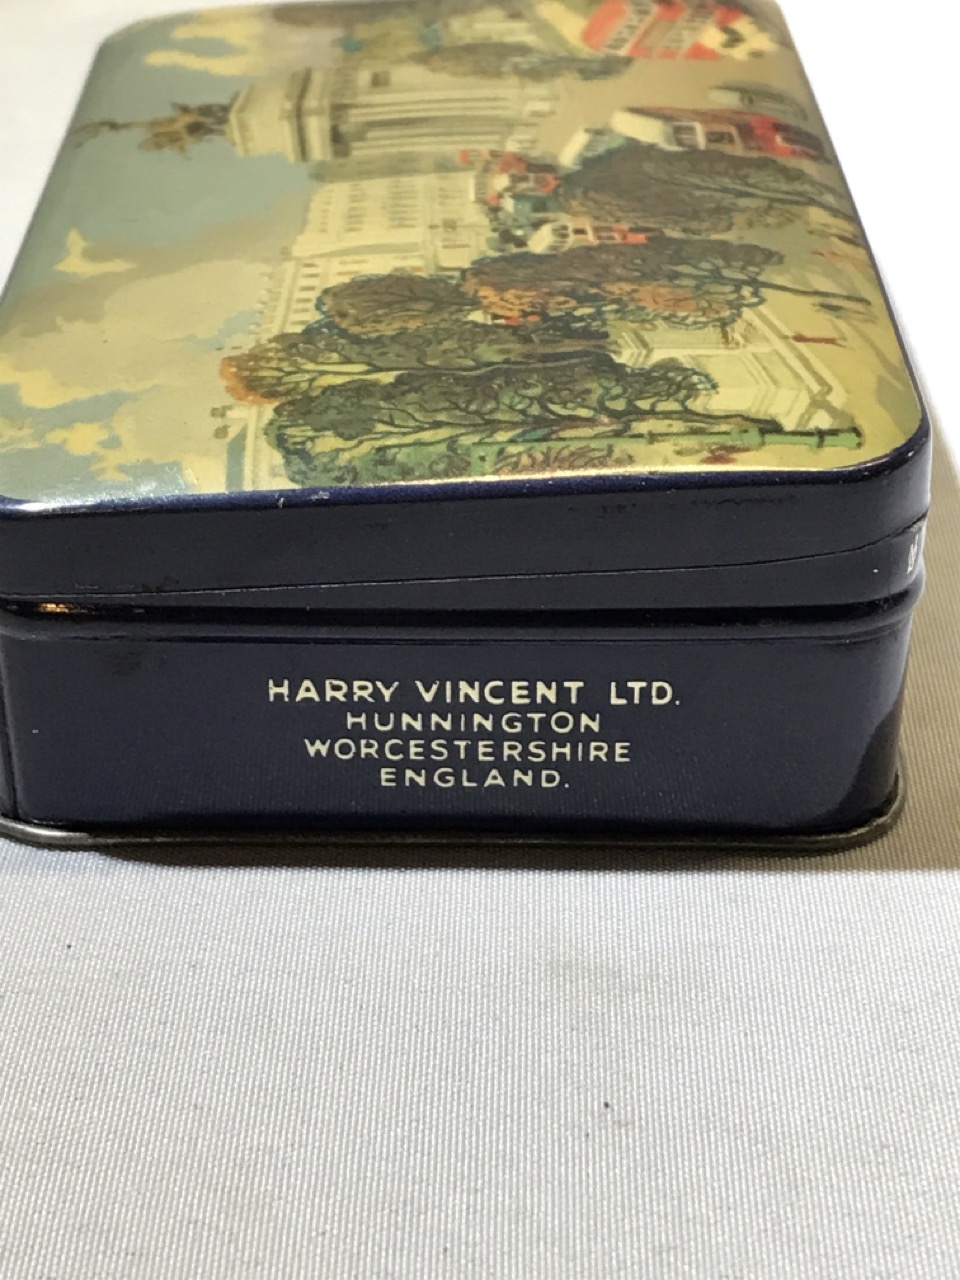 HARRY VINCENT LTD.
HUNNINGTON
WORCESTERSHIRE
ENGLAND.